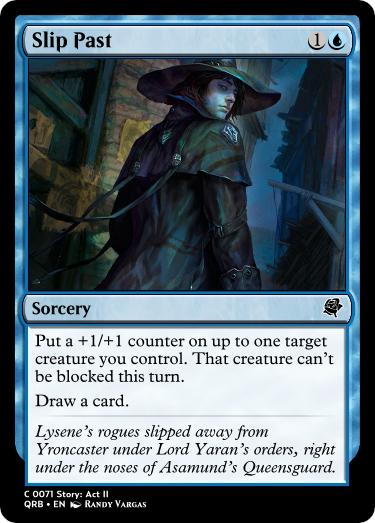 Slip Past 1
Sorcery
Put a +1/+1 counter on up to one target
creature you control. That creature can't
be blocked this turn.
Draw a card.
Lysene's rogues slipped away from
Yroncaster under Lord Yaran's orders, right
under the noses of Asamund's Queensguard.
C 0071 Story: Act II
QRB • EN Randy Vargas